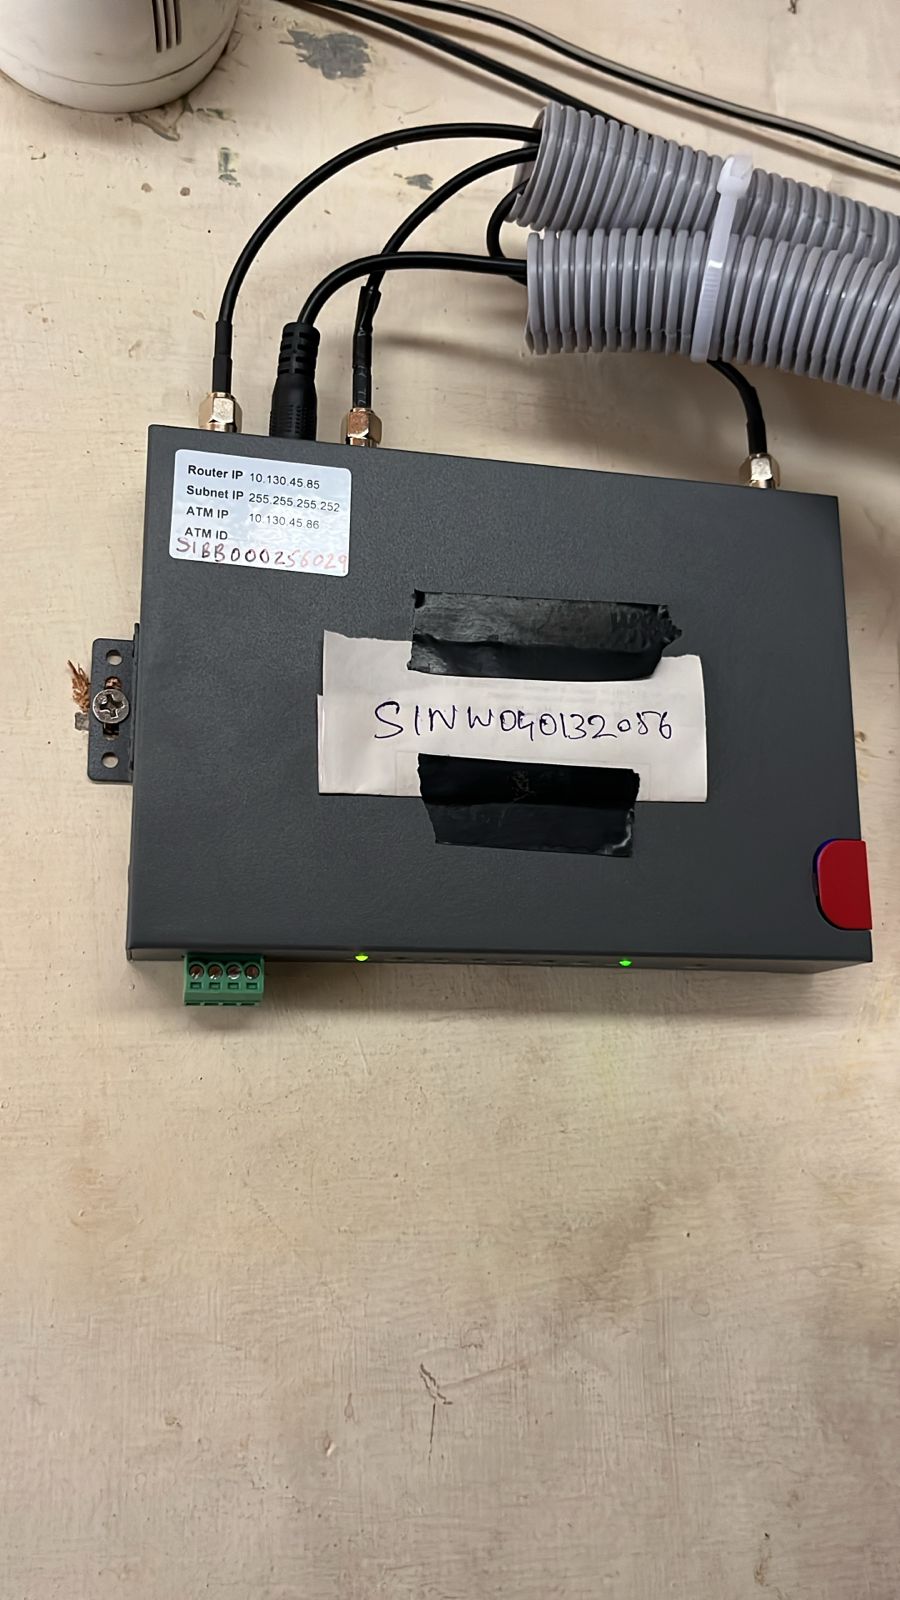 Router IP 10.130.45.85
Subnet IP 255.255.255.252
ATM IP 10.130.45.86
ATM ID
SIBB000256029
SINW040132056